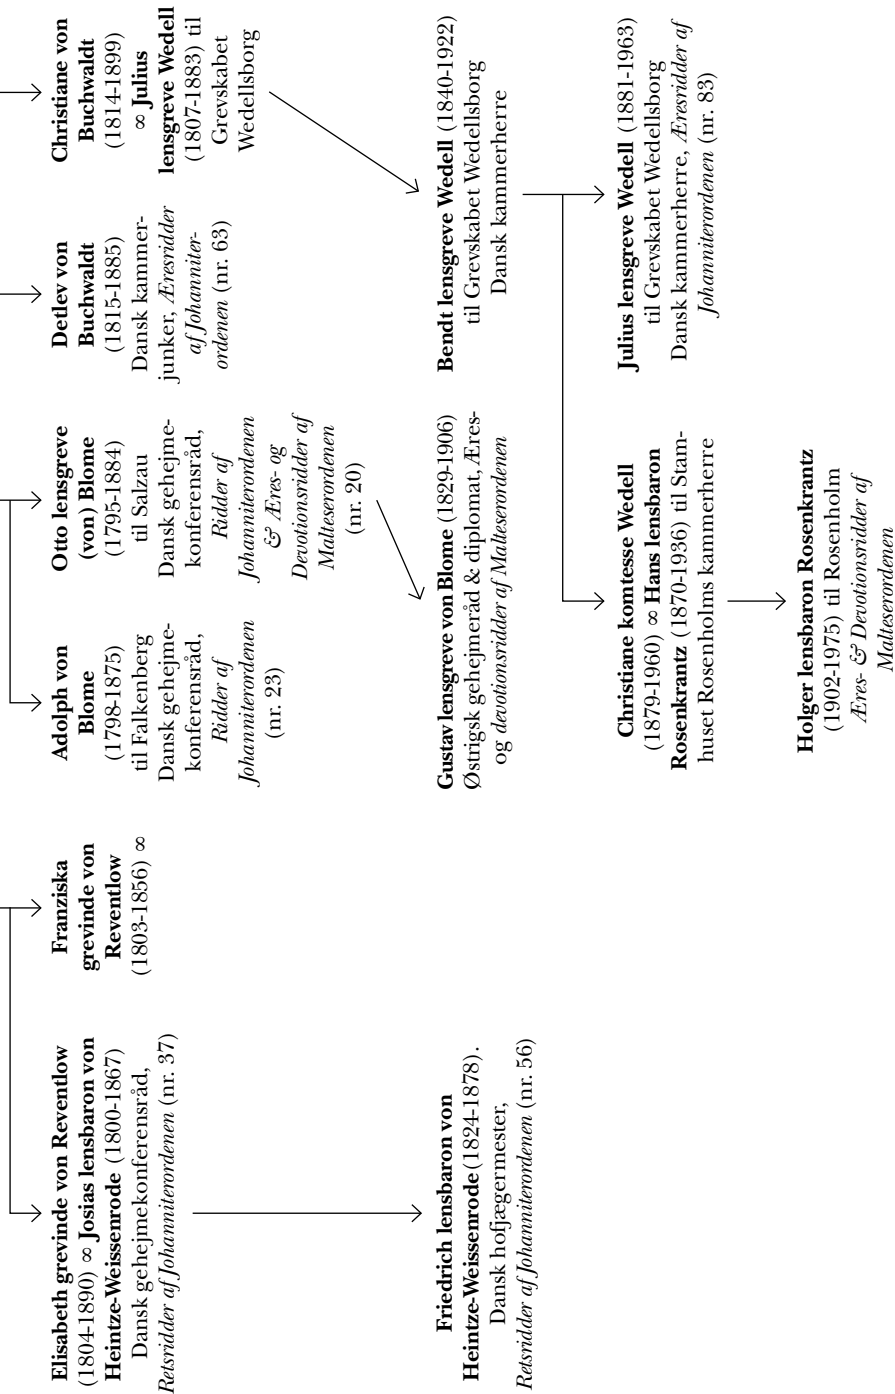 Elisabeth grevinde von Reventlow
(1804-1890) ∞ Josias lensbaron von
Heintze-Weissenrode (1800-1867)
Dansk gehejmekonferensråd,
Retsridder af Johanniterordenen (nr. 37)
Franziska
grevinde von
Reventlow
(1803-1856) ∞
Adolph von
Blome
(1798-1875)
til Falkenberg
Dansk gehejme-
konferensråd,
Ridder af
Johanniterordenen
(nr. 23)
Otto lensgreve
(von) Blome
(1795-1884)
til Salzau
Dansk gehejme-
konferensråd,
Ridder af
Johanniterordenen
& Æres- og
Devotionsridder af
Malteserordenen
(nr. 20)
Detlev von
Buchwaldt
(1815-1885)
Dansk kammer-
junker, Æresridder
af Johanniter-
ordenen (nr. 63)
Christiane von
Buchwaldt
(1814-1899)
∞ Julius
lensgreve Wedell
(1807-1883) til
Grevskabet
Wedellsborg
Friedrich lensbaron von
Heintze-Weissenrode (1824-1878).
Dansk hofjægermester,
Retsridder af Johanniterordenen (nr. 56)
Gustav lensgreve von Blome (1829-1906)
Østrigsk gehejmeråd & diplomat, Æres-
og devotionsridder af Malteserordenen
Bendt lensgreve Wedell (1840-1922)
til Grevskabet Wedellsborg
Dansk kammerherre
Christiane komtesse Wedell
(1879-1960) ∞ Hans lensbaron
Rosenkrantz (1870-1936) til Stam-
huset Rosenholms kammerherre
Julius lensgreve Wedell (1881-1963)
til Grevskabet Wedellsborg
Dansk kammerherre, Æresridder af
Johanniterordenen (nr. 83)
Holger lensbaron Rosenkrantz
(1902-1975) til Rosenholm
Æres- & Devotionsridder af
Malteserordenen